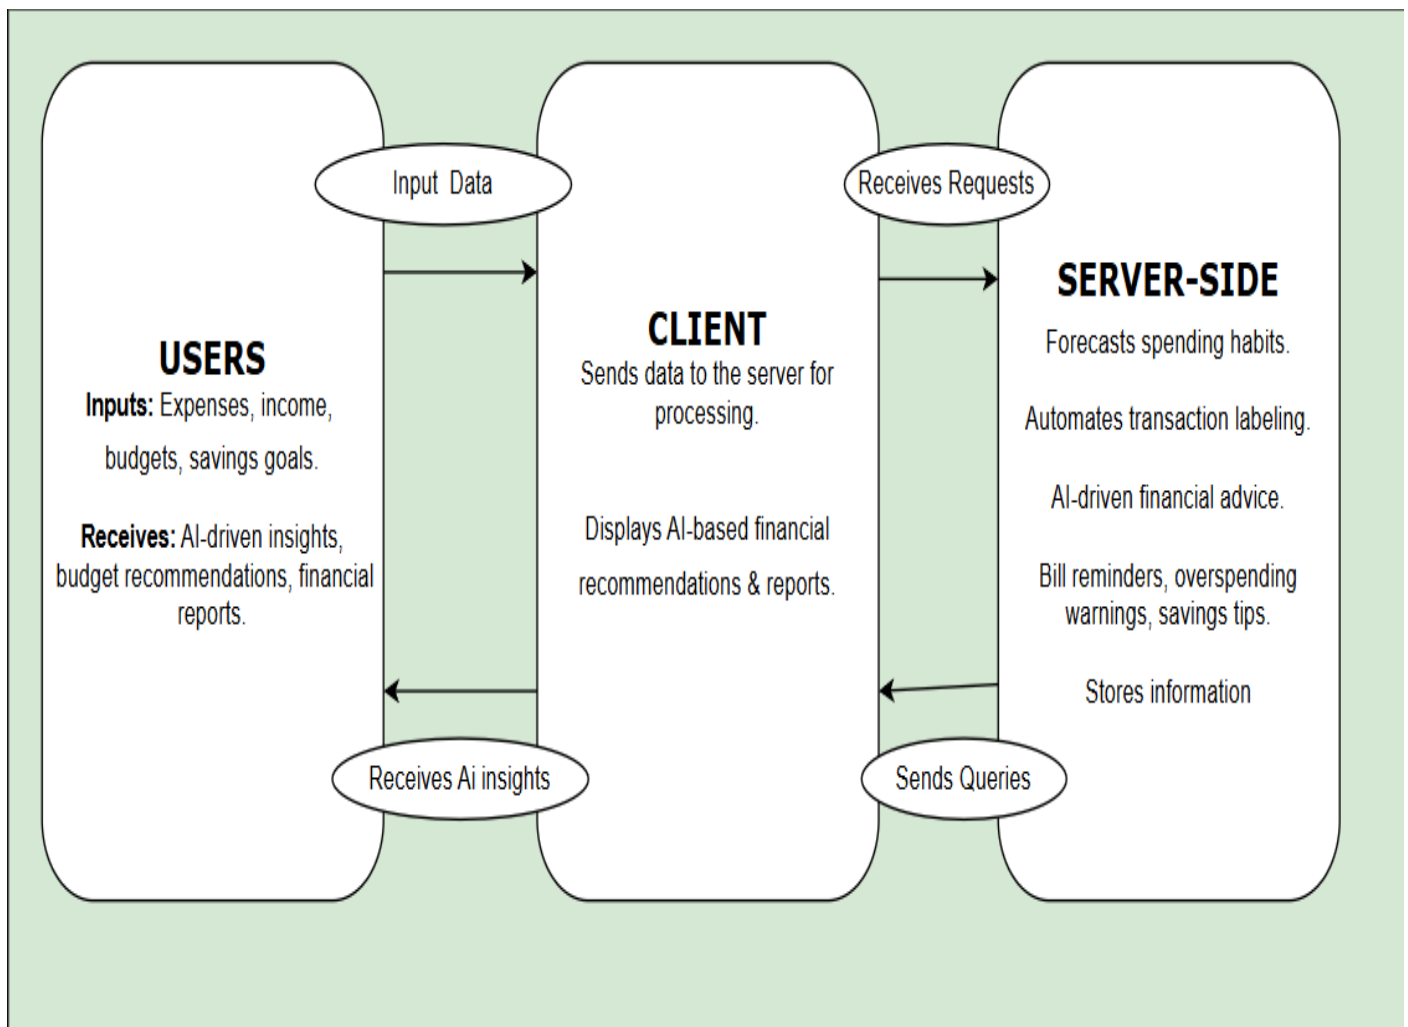 Input  Data
Receives Requests
USERS
Inputs: Expenses, income,
budgets, savings goals.
Receives: AI-driven insights,
budget recommendations, financial
reports.
CLIENT
Sends data to the server for
processing.
Displays AI-based financial
recommendations & reports.
SERVER-SIDE
Forecasts spending habits.
Automates transaction labeling.
AI-driven financial advice.
Bill reminders, overspending
warnings, savings tips.
Stores information
Receives Ai insights
Sends Queries